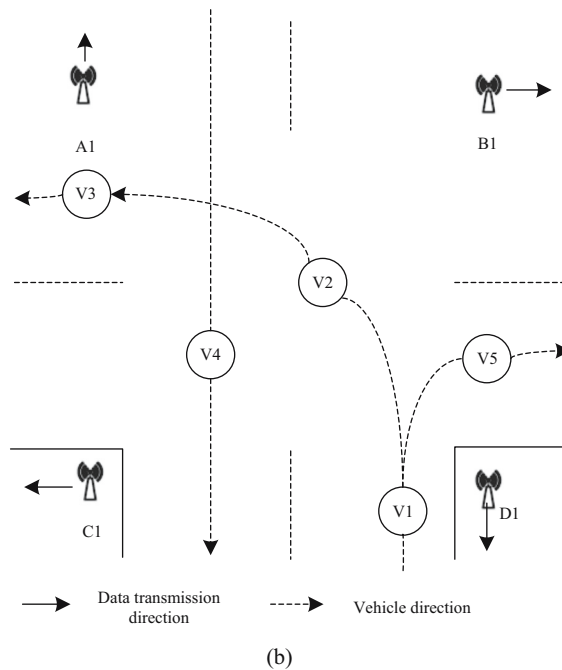 A1
B1
V3
V2
V4
V5
C1
V1
D1
Data transmission
direction
Vehicle direction
(b)